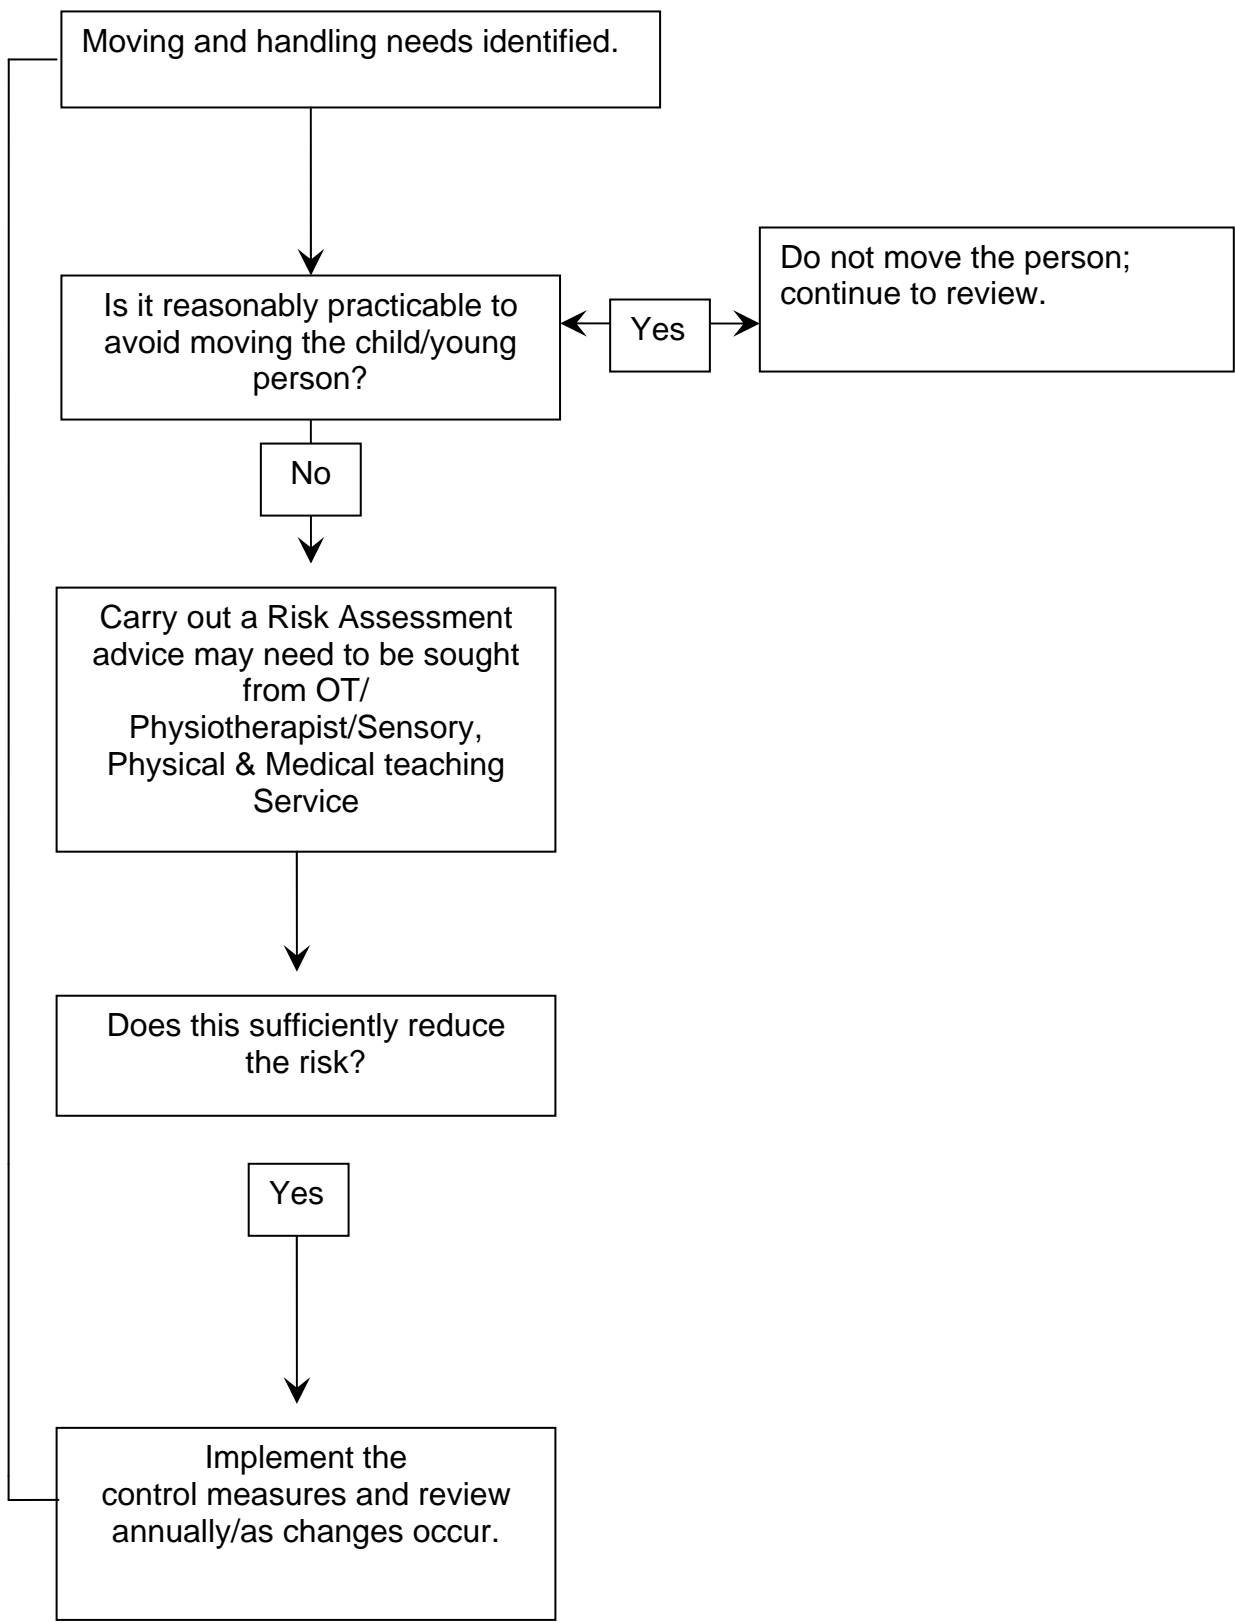 Moving and handling needs identified.
Is it reasonably practicable to
avoid moving the child/young
person?
Yes
Do not move the person;
continue to review.
No
Carry out a Risk Assessment
advice may need to be sought
from OT/
Physiotherapist/Sensory,
Physical & Medical teaching
Service
Does this sufficiently reduce
the risk?
Yes
Implement the
control measures and review
annually/as changes occur.